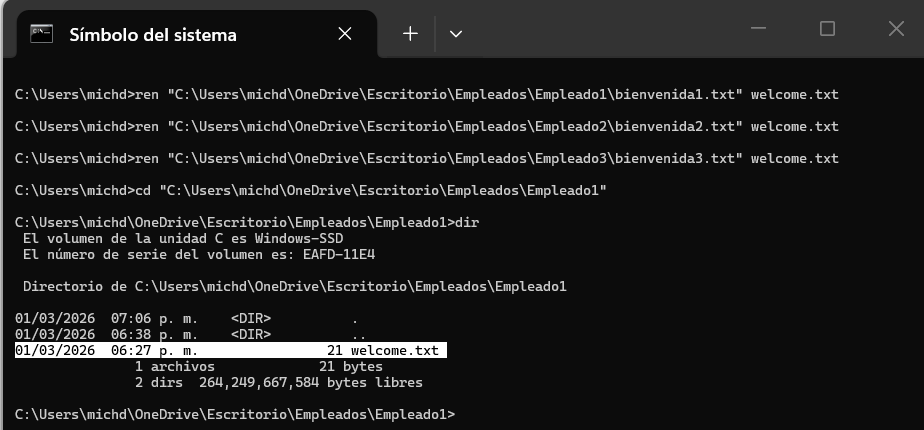 Símbolo del sistema
C:\Users\michd>ren "C:\Users\michd\OneDrive\Escritorio\Empleados\Empleado1\bienvenida1.txt" welcome.txt
C:\Users\michd>ren "C:\Users\michd\OneDrive\Escritorio\Empleados\Empleado2\bienvenida2.txt" welcome.txt
C:\Users\michd>ren "C:\Users\michd\OneDrive\Escritorio\Empleados\Empleado3\bienvenida3.txt" welcome.txt
C:\Users\michd>cd "C:\Users\michd\OneDrive\Escritorio\Empleados\Empleado1"
C:\Users\michd\OneDrive\Escritorio\Empleados\Empleado1>dir
El volumen de la unidad C es Windows-SSD
El número de serie del volumen es: EAFD-11E4
Directorio de C:\Users\michd\OneDrive\Escritorio\Empleados\Empleado1
01/03/2026  07:06 p. m.    <DIR>          .
01/03/2026  06:38 p. m.    <DIR>          ..
01/03/2026  06:27 p. m.                21 welcome.txt
1 archivos             21 bytes
2 dirs  264,249,667,584 bytes libres
C:\Users\michd\OneDrive\Escritorio\Empleados\Empleado1>